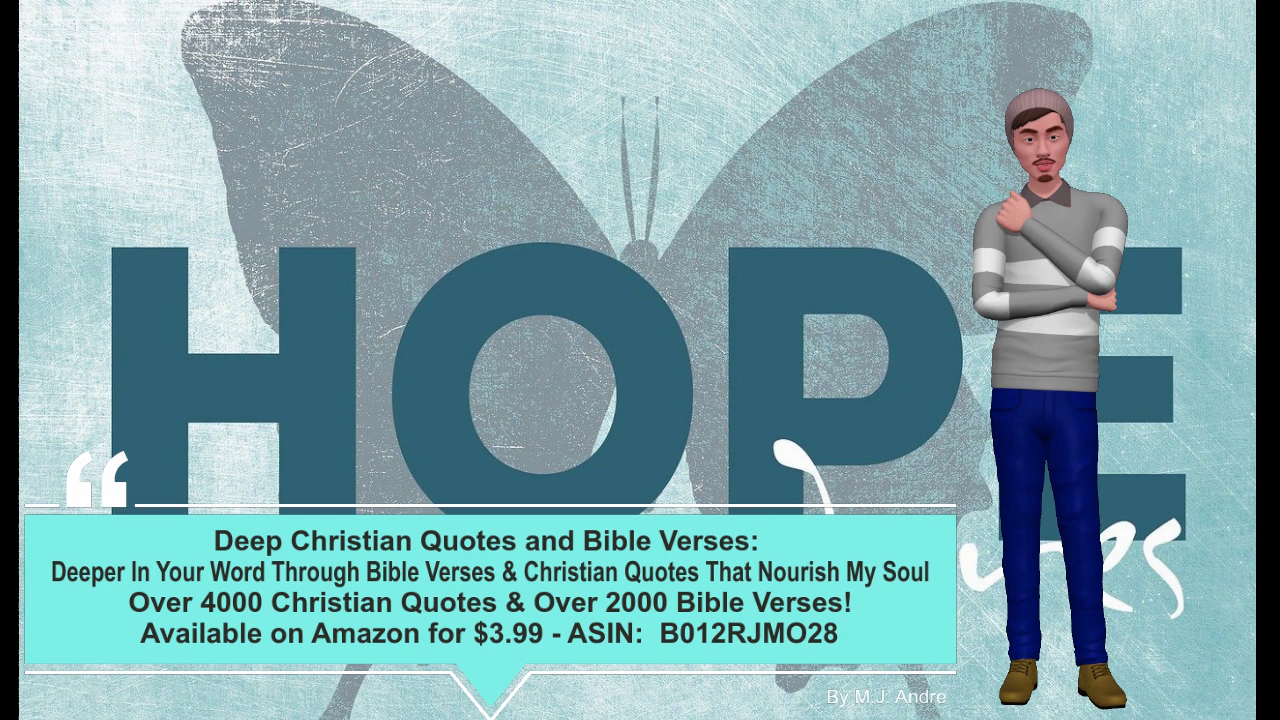 HOPE
“
Deep Christian Quotes and Bible Verses:
Deeper In Your Word Through Bible Verses & Christian Quotes That Nourish My Soul
Over 4000 Christian Quotes & Over 2000 Bible Verses!
Available on Amazon for $3.99 - ASIN:  B012RJMO28
By M.J. Andre